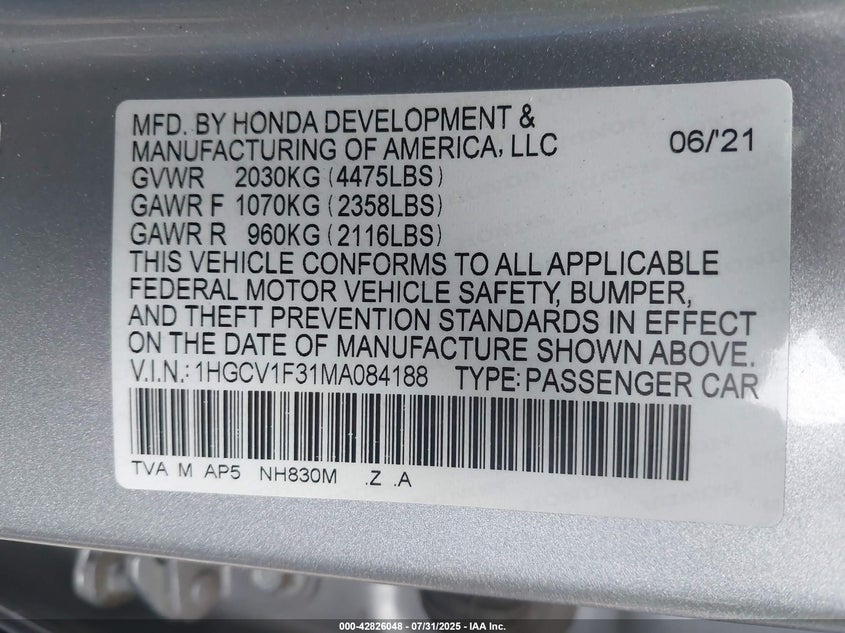 MFD. BY HONDA DEVELOPMENT &
MANUFACTURING OF AMERICA, LLC 06/'21
GVWR 2030KG (4475LBS)
GAWR F 1070KG (2358LBS)
GAWR R 960KG (2116LBS)
THIS VEHICLE CONFORMS TO ALL APPLICABLE
FEDERAL MOTOR VEHICLE SAFETY, BUMPER,
AND THEFT PREVENTION STANDARDS IN EFFECT
ON THE DATE OF MANUFACTURE SHOWN ABOVE.
V.I.N.: 1HGCV1F31MA084188 TYPE: PASSENGER CAR
TVA M AP5 NH830M .Z .A
000-42826048 - 07/31/2025 - IAA Inc.